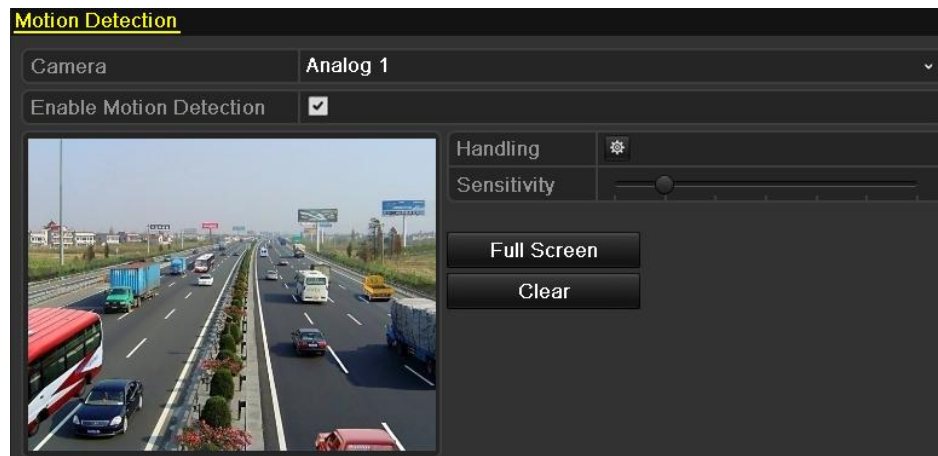 Motion Detection
Camera Analog 1
Enable Motion Detection
Handling
Sensitivity
Full Screen
Clear